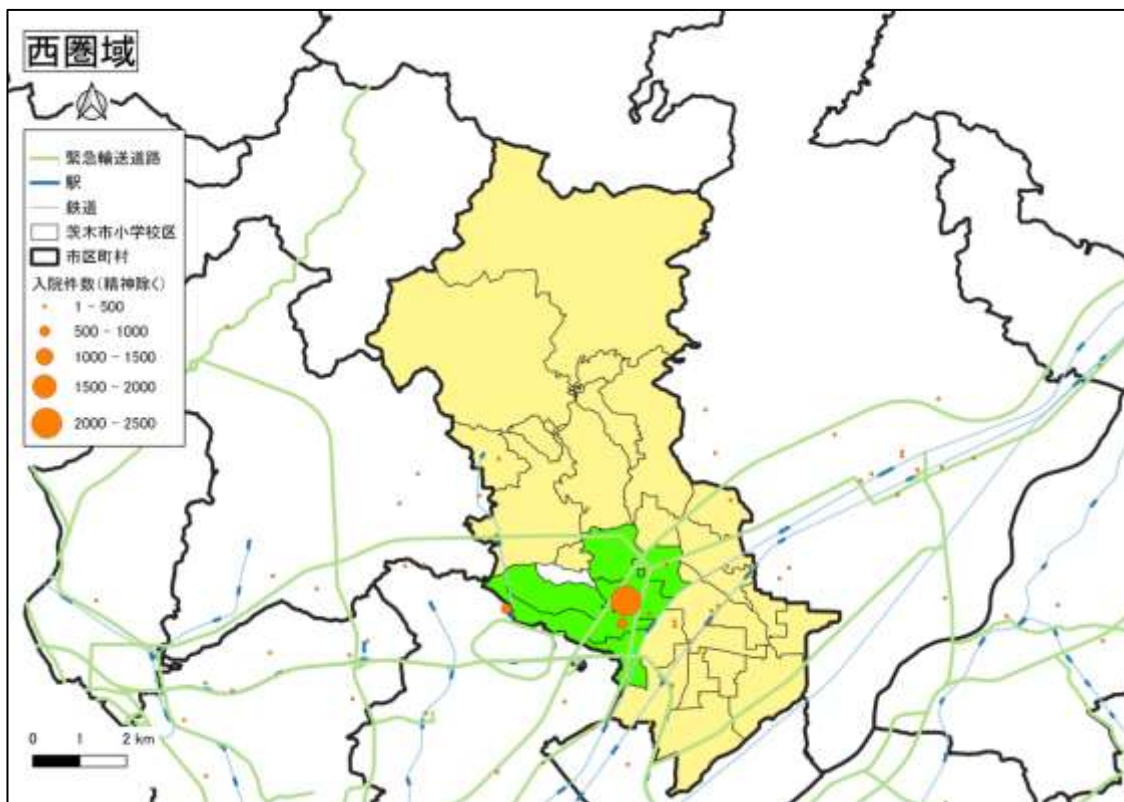 西圏域
緊急輸送道路
駅
鉄道
茨木市小学校区
市区町村
入院件数(精神除く)
1 - 500
500 - 1000
1000 - 1500
1500 - 2000
2000 - 2500
0 1 2 km